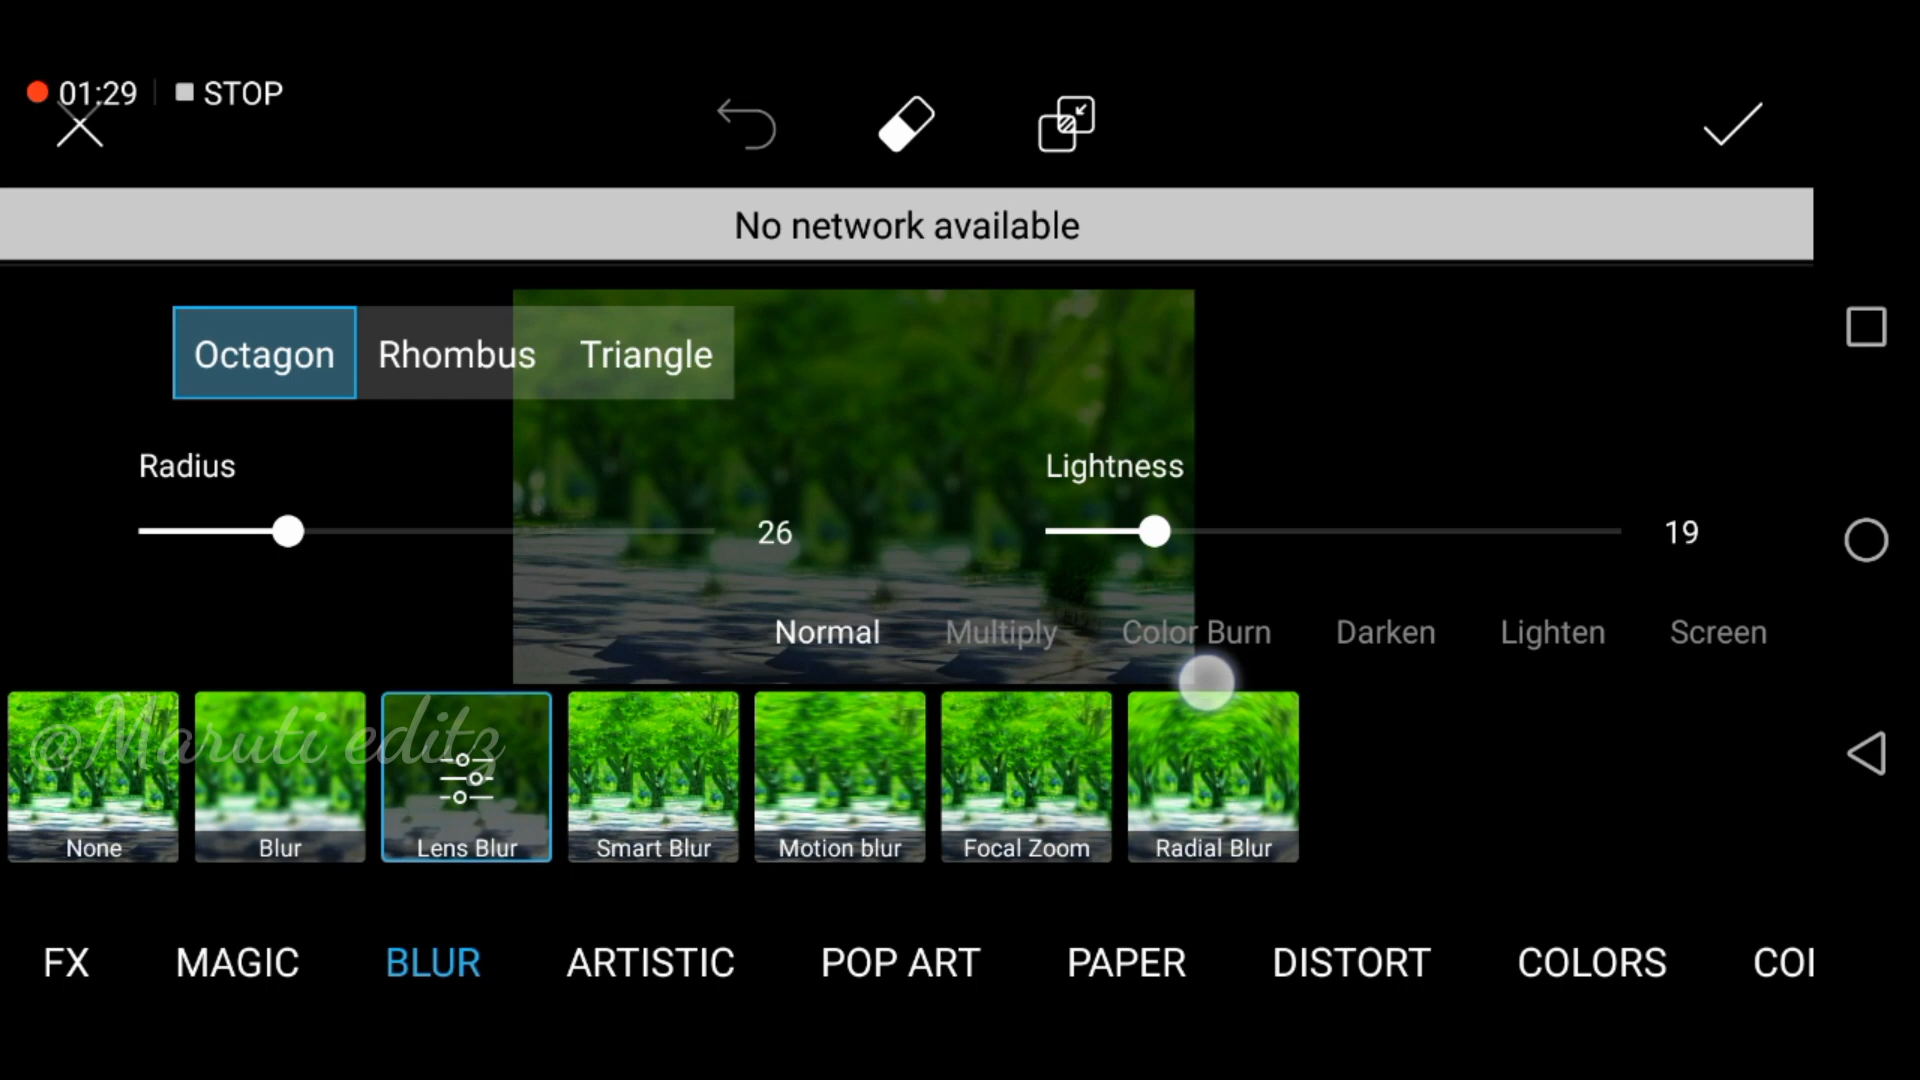 01:29 STOP
No network available
Octagon Rhombus Triangle
Radius Lightness
26 19
Normal Multiply Color Burn Darken Lighten Screen
@Maruti editz
None Blur Lens Blur Smart Blur Motion blur Focal Zoom Radial Blur
FX MAGIC BLUR ARTISTIC POP ART PAPER DISTORT COLORS COI